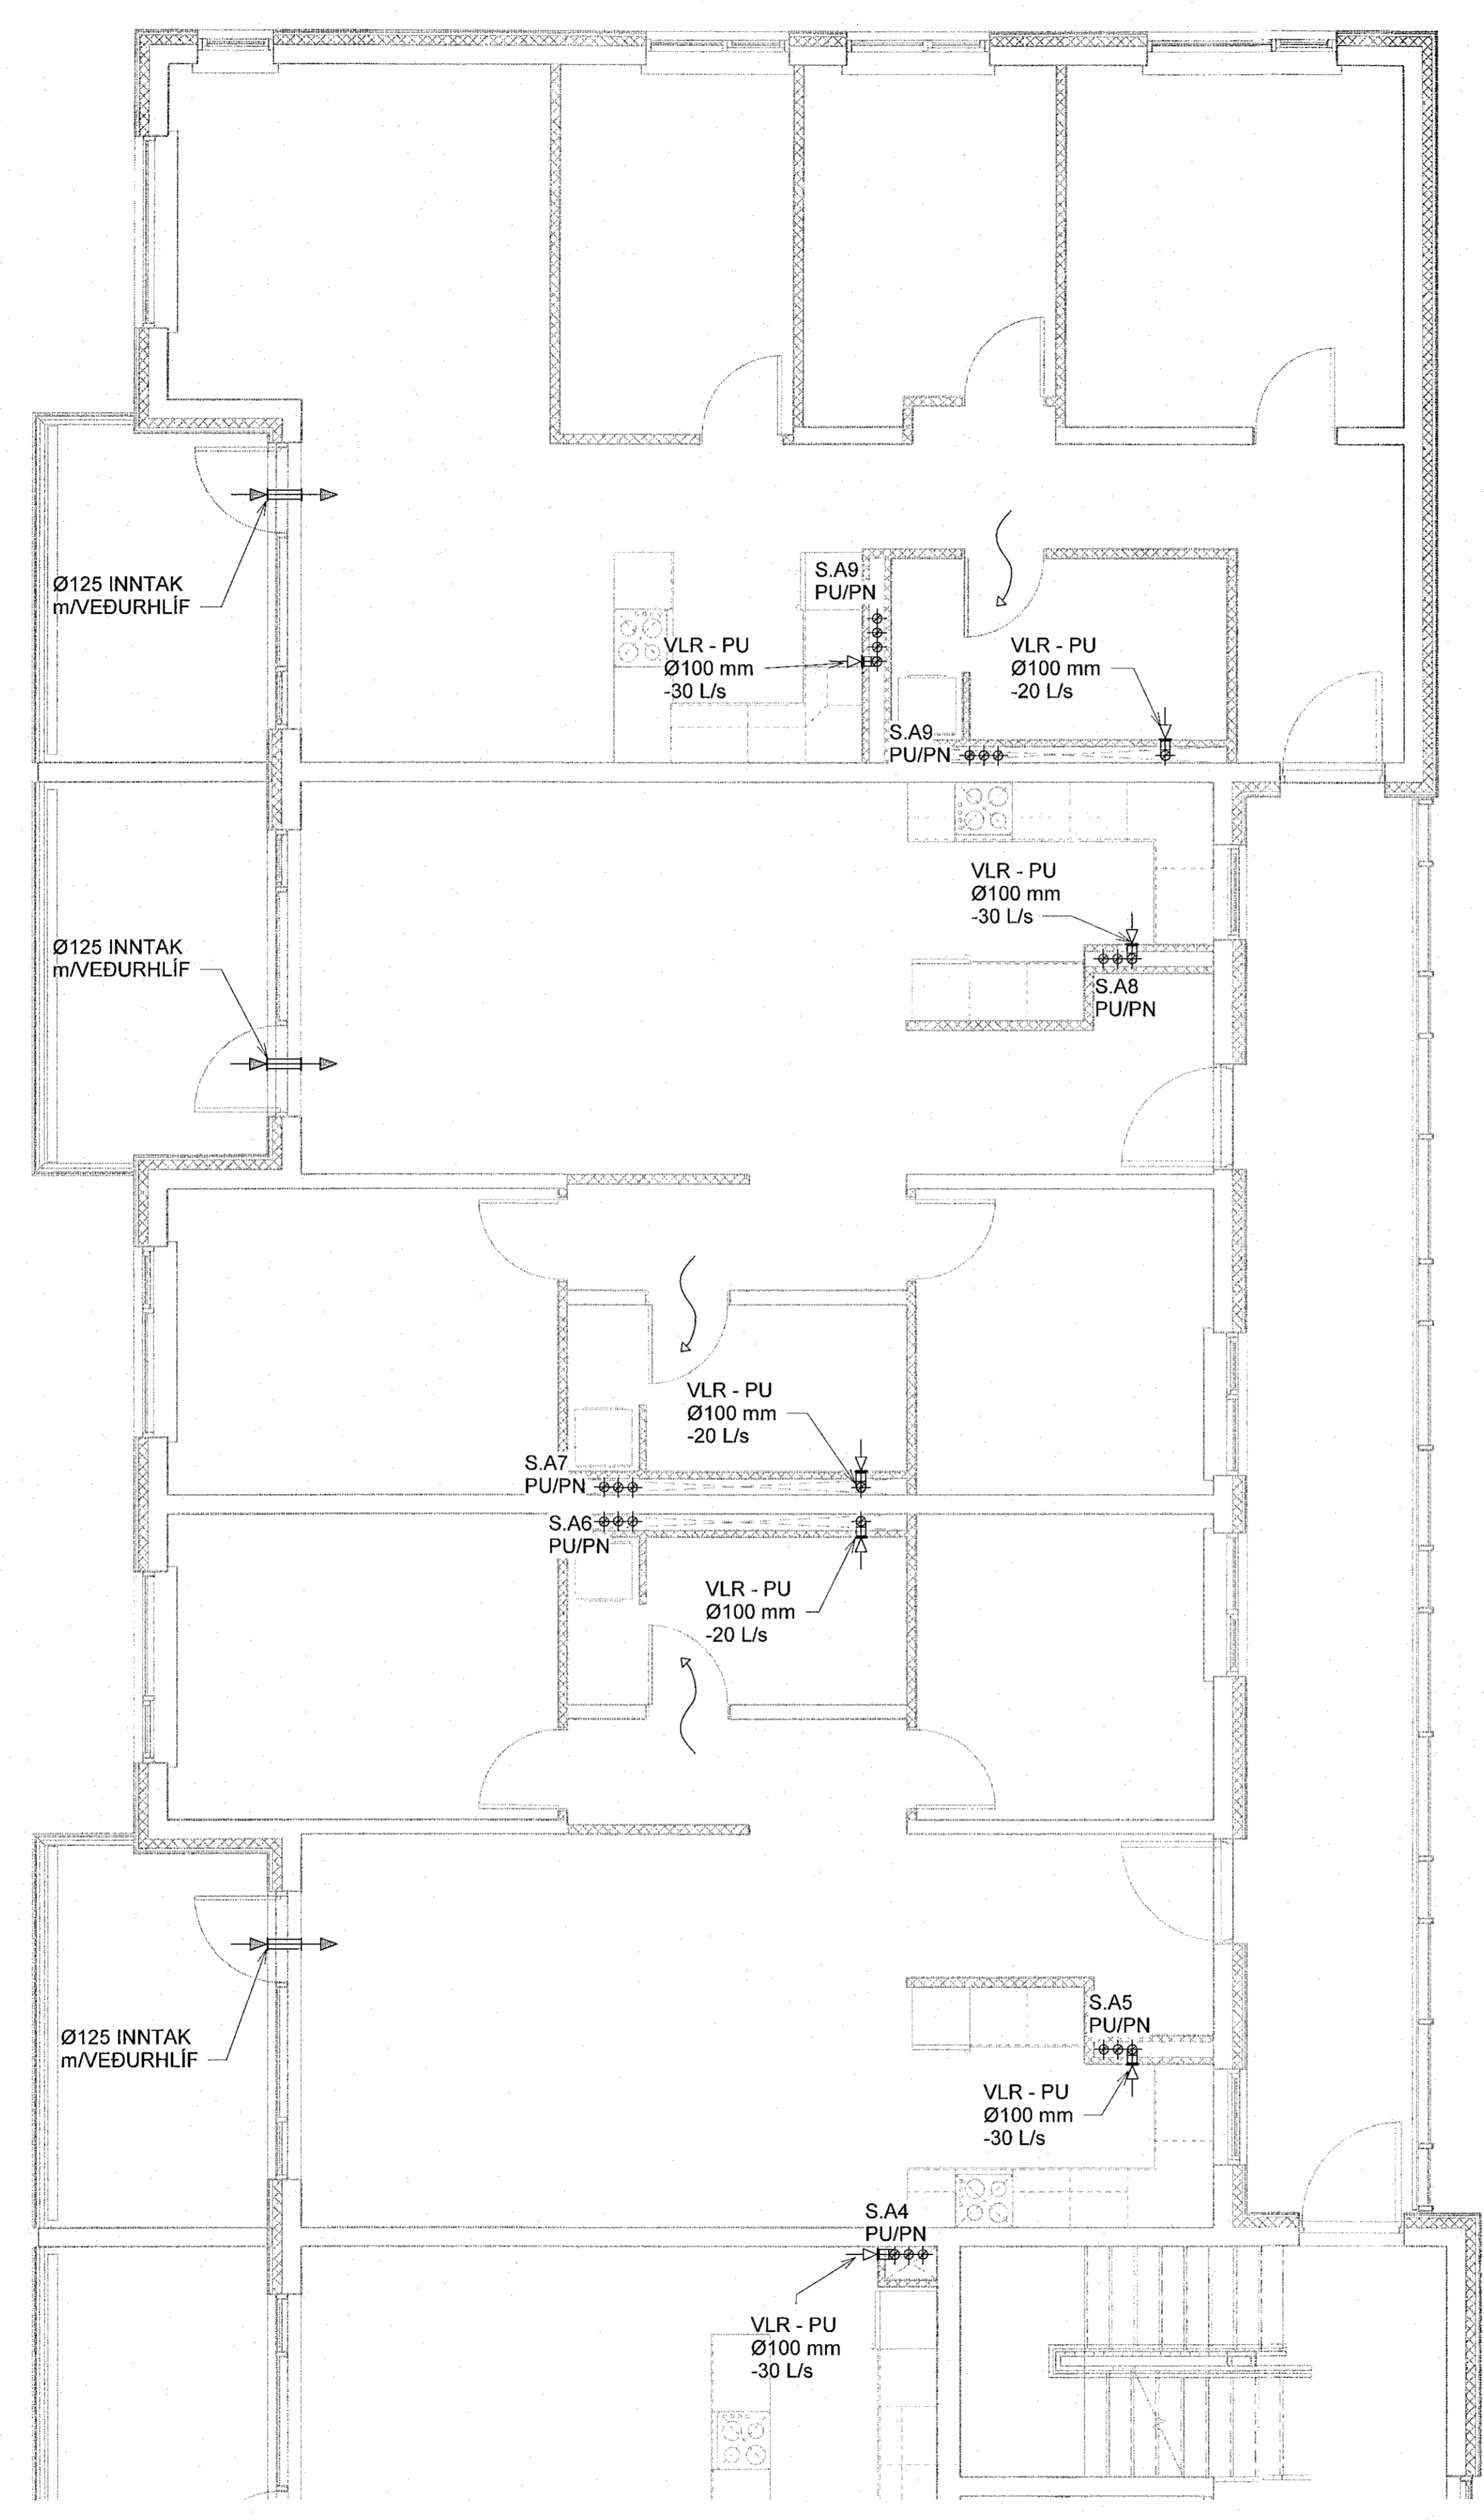 Ø125 INNTAK
m/VEÐURHLÍF
S.A9
PU/PN
VLR - PU
Ø100 mm
-30 L/s
VLR - PU
Ø100 mm
-20 L/s
S.A9
PU/PN
VLR - PU
Ø100 mm
-30 L/s
Ø125 INNTAK
m/VEÐURHLÍF
S.A8
PU/PN
VLR - PU
Ø100 mm
-20 L/s
S.A7
PU/PN
S.A6
PU/PN
VLR - PU
Ø100 mm
-20 L/s
S.A5
PU/PN
Ø125 INNTAK
m/VEÐURHLÍF
VLR - PU
Ø100 mm
-30 L/s
S.A4
PU/PN
VLR - PU
Ø100 mm
-30 L/s